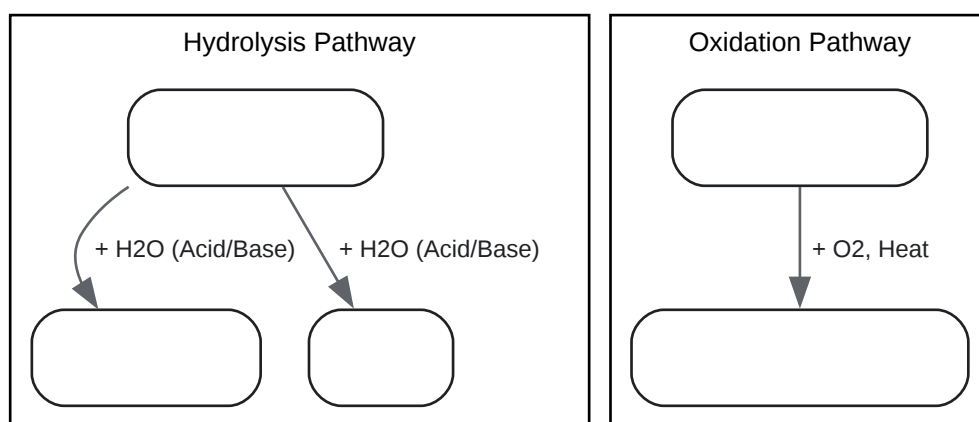 Hydrolysis Pathway
+ H2O (Acid/Base)
+ H2O (Acid/Base)
Oxidation Pathway
+ O2, Heat